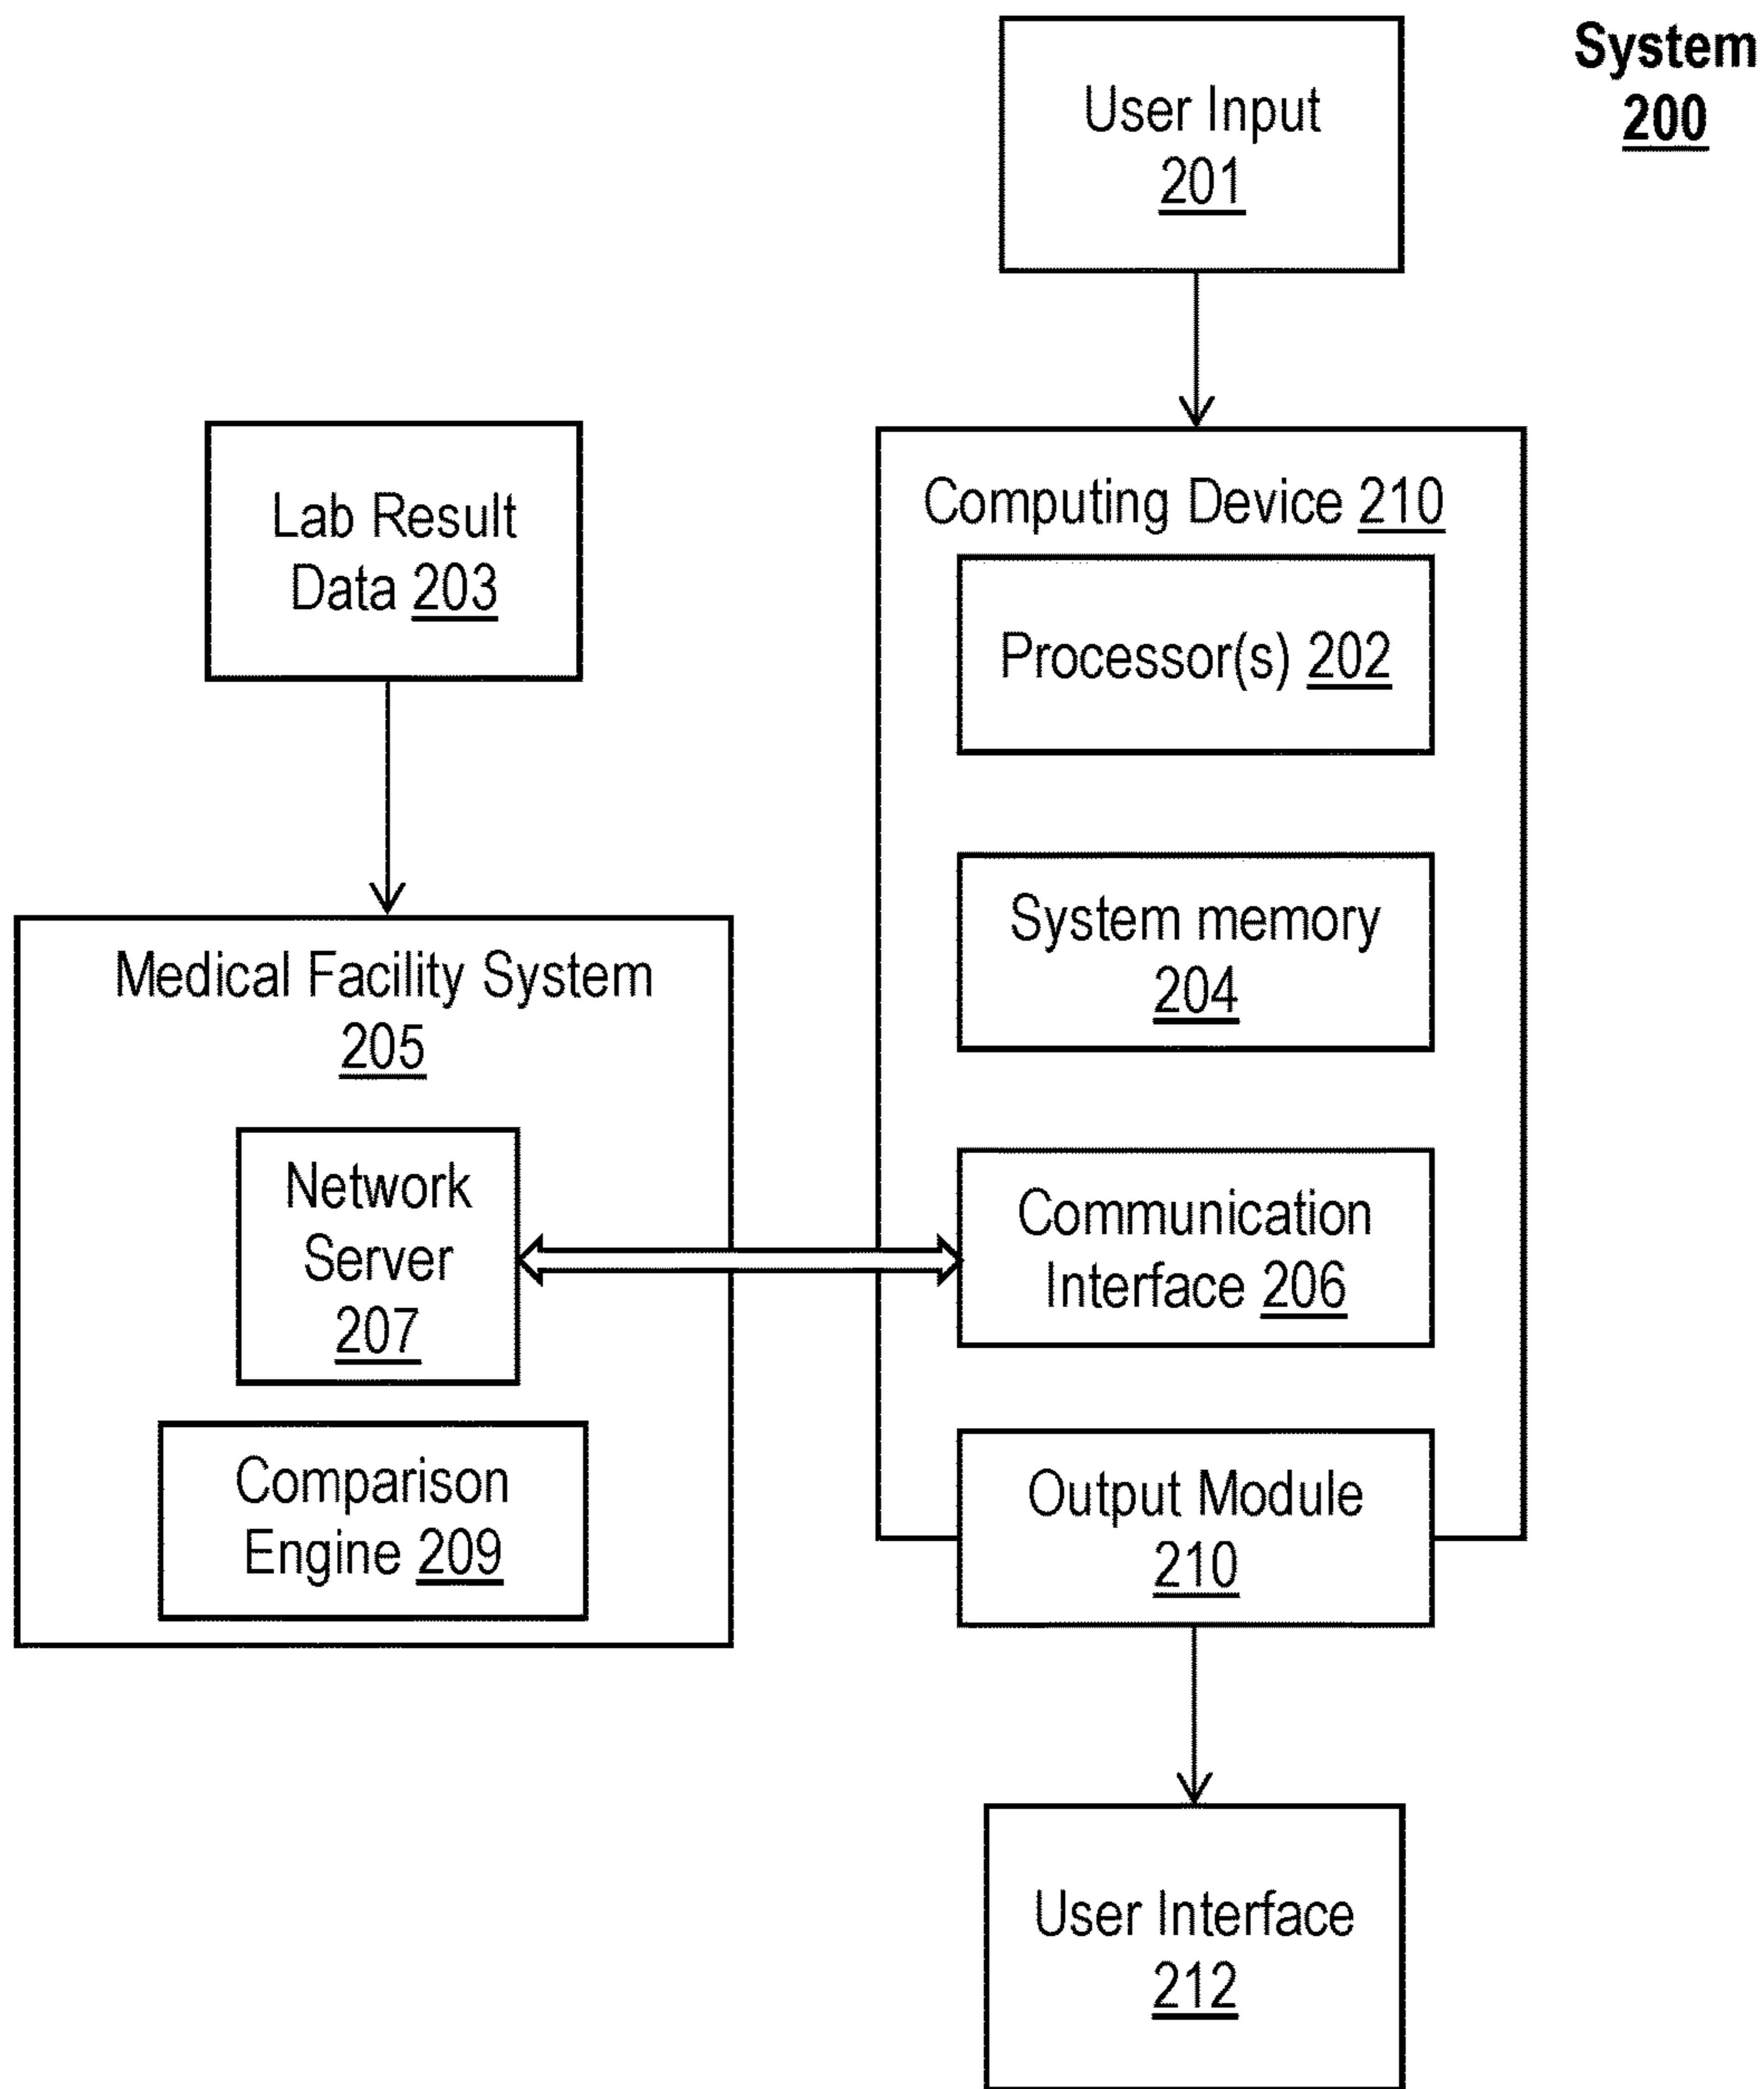 System
200
User Input
201
Lab Result
Data 203
Computing Device 210
Processor(s) 202
System memory
204
Medical Facility System
205
Network
Server
207
Communication
Interface 206
Comparison
Engine 209
Output Module
210
User Interface
212